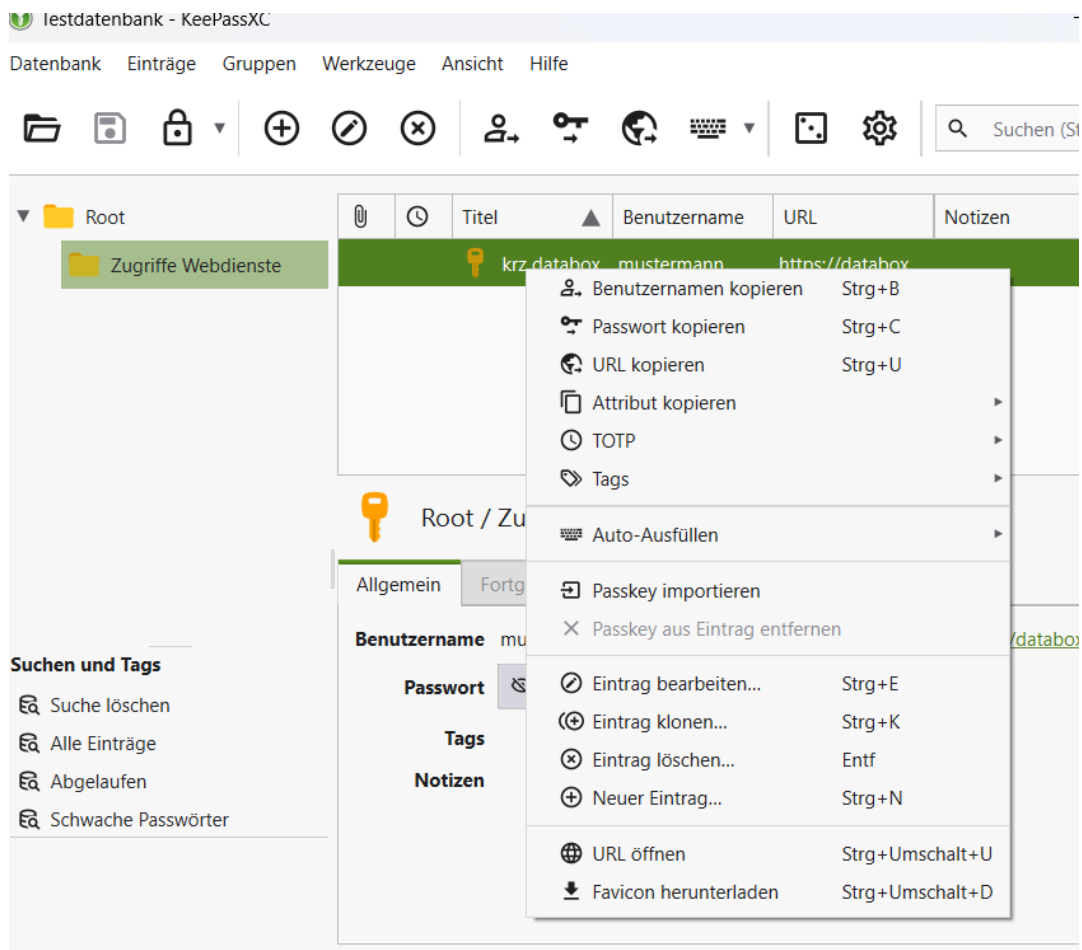 Testdatenbank - KeePassXC
Datenbank Einträge Gruppen Werkzeuge Ansicht Hilfe
Suchen (St
Root
Zugriffe Webdienste
Titel Benutzername URL Notizen
krz.databox mustermann https://databox
Benutzernamen kopieren Strg+B
Passwort kopieren Strg+C
URL kopieren Strg+U
Attribut kopieren
TOTP
Tags
Auto-Ausfüllen
Passkey importieren
Passkey aus Eintrag entfernen
Eintrag bearbeiten... Strg+E
Eintrag klonen... Strg+K
Eintrag löschen... Entf
Neuer Eintrag... Strg+N
URL öffnen Strg+Umschalt+U
Favicon herunterladen Strg+Umschalt+D
Root / Zu
Allgemein Fortg
Benutzername mu /databox
Passwort
Tags
Notizen
Suchen und Tags
Suche löschen
Alle Einträge
Abgelaufen
Schwache Passwörter